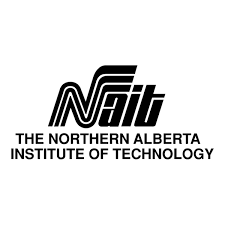 Nait
THE NORTHERN ALBERTA
INSTITUTE OF TECHNOLOGY